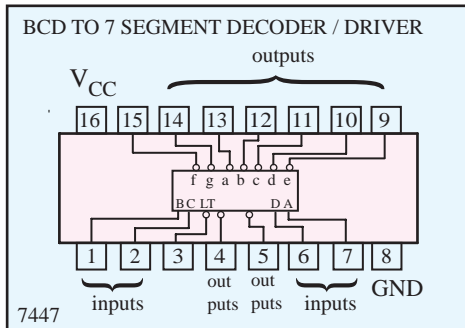 BCD TO 7 SEGMENT DECODER / DRIVER
outputs
VCC
16 15 14 13 12 11 10 9
f g a b c d e
B C LT D A
1 2 3 4 5 6 7 8
inputs out puts out puts inputs GND
7447